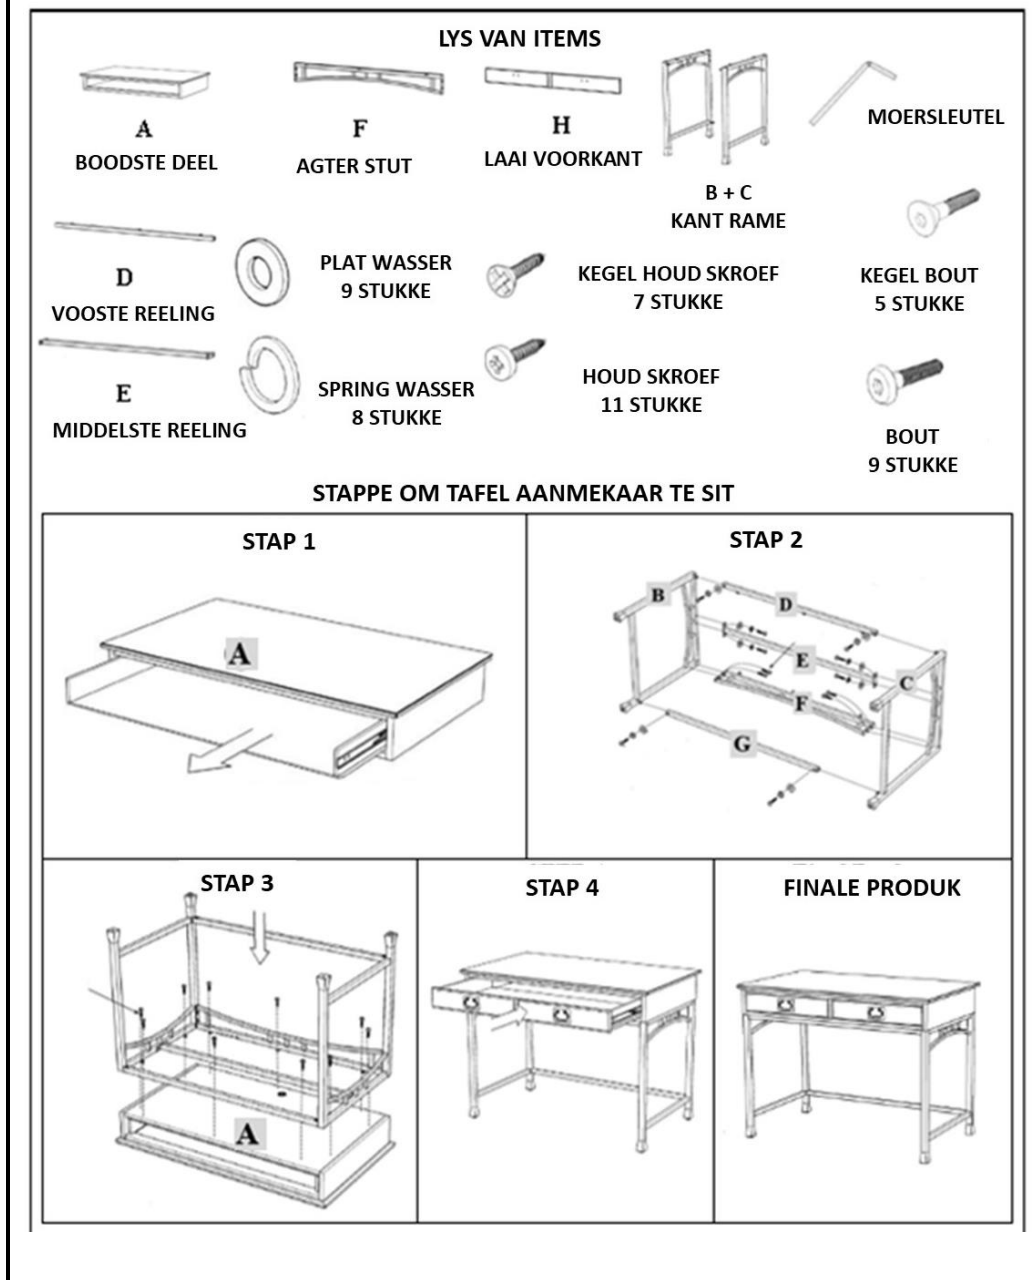 LYS VAN ITEMS
A
BOODSTE DEEL
F
AGTER STUT
H
LAAI VOORKANT
B + C
KANT RAME
MOERSLEUTEL
D
VOOSTE REELING
PLAT WASSER
9 STUKKE
KEGEL HOUD SKROEF
7 STUKKE
KEGEL BOUT
5 STUKKE
E
MIDDELSTE REELING
SPRING WASSER
8 STUKKE
HOUD SKROEF
11 STUKKE
BOUT
9 STUKKE
STAPPE OM TAFEL AANMEKAAR TE SIT
STAP 1
A
STAP 2
B
D
E
C
F
G
STAP 3
A
STAP 4
FINALE PRODUK